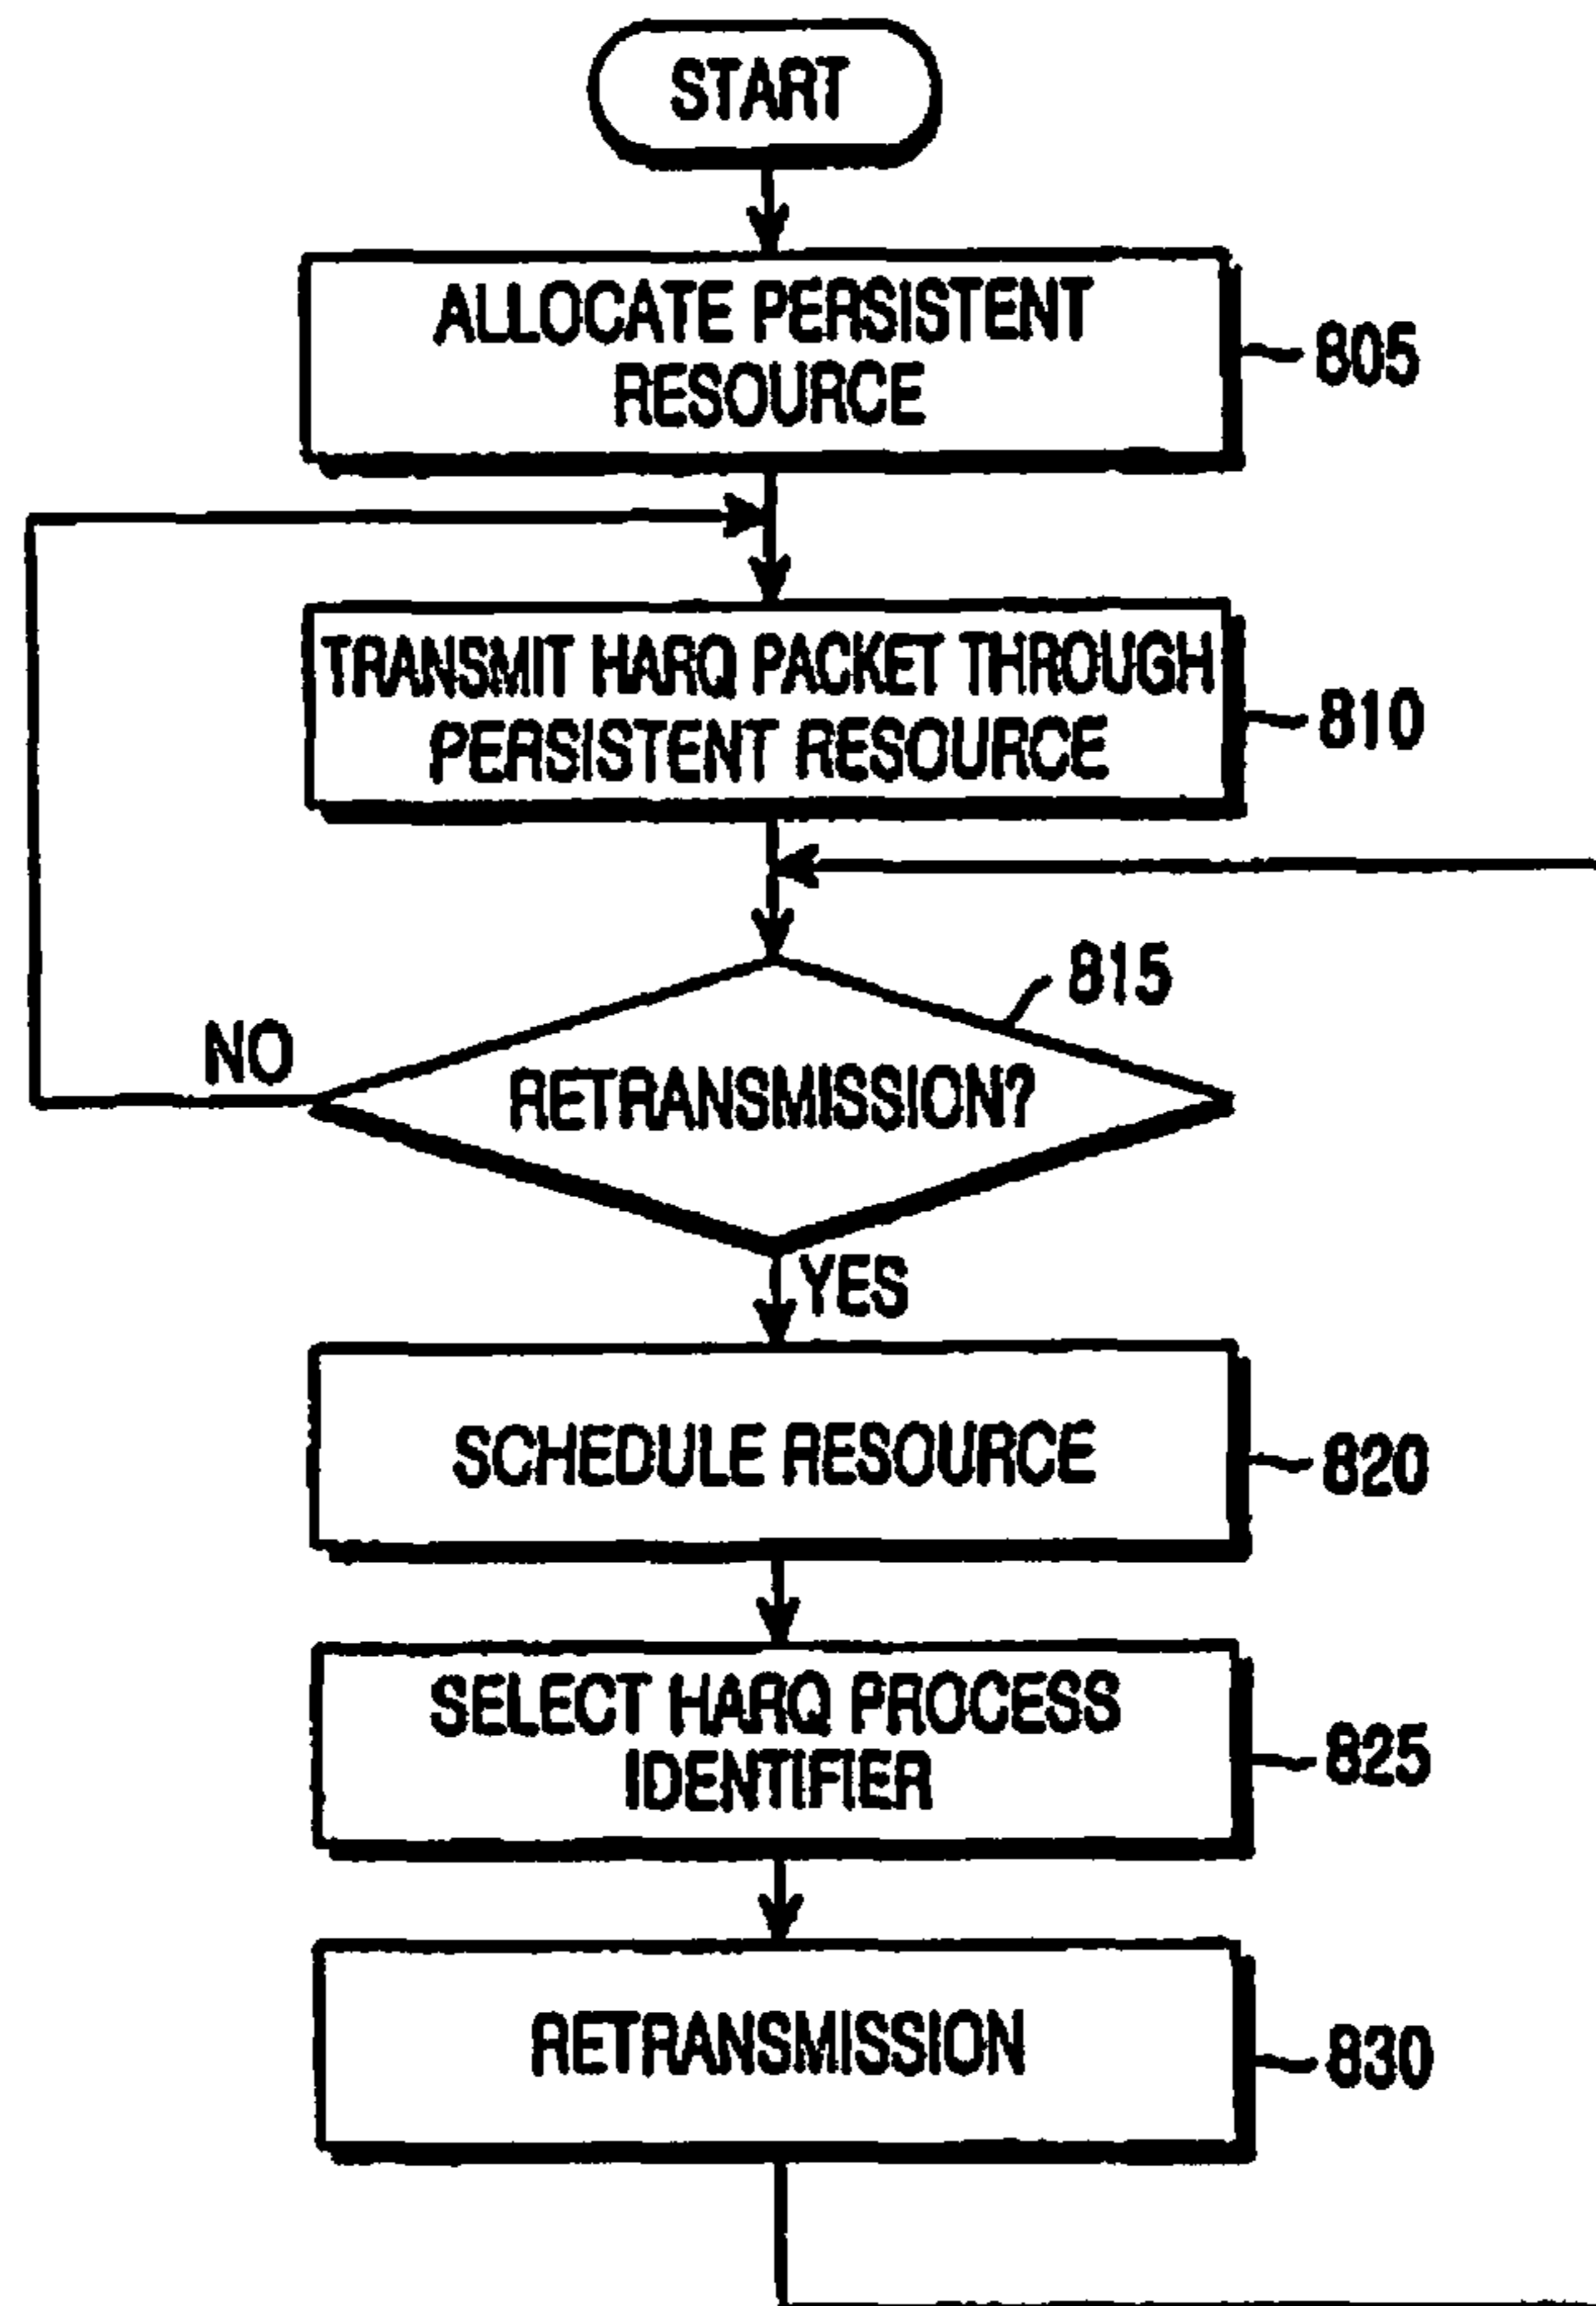 START
ALLOCATE PERSISTENT
RESOURCE
805
TRANSMIT HARQ PACKET THROUGH
PERSISTENT RESOURCE
810
815
NO
RETRANSMISSION?
YES
SCHEDULE RESOURCE
820
SELECT HARQ PROCESS
IDENTIFIER
825
RETRANSMISSION
830